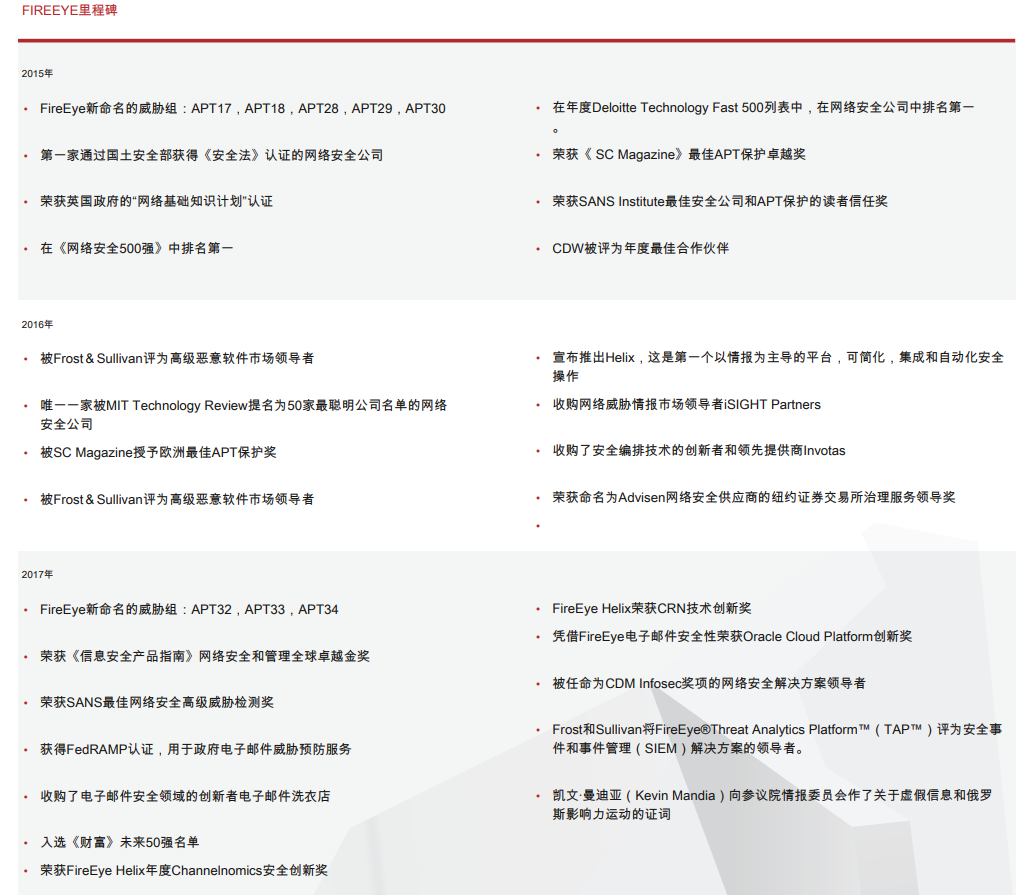 FIREEYE里程碑
2015年
• FireEye新命名的威胁组：APT17，APT18，APT28，APT29，APT30
• 第一家通过国土安全部获得《安全法》认证的网络安全公司
• 荣获英国政府的“网络基础知识计划”认证
• 在《网络安全500强》中排名第一
• 在年度Deloitte Technology Fast 500列表中，在网络安全公司中排名第一
。
• 荣获《 SC Magazine》最佳APT保护卓越奖
• 荣获SANS Institute最佳安全公司和APT保护的读者信任奖
• CDW被评为年度最佳合作伙伴
2016年
• 被Frost＆Sullivan评为高级恶意软件市场领导者
• 唯一一家被MIT Technology Review提名为50家最聪明公司名单的网络
安全公司
• 被SC Magazine授予欧洲最佳APT保护奖
• 被Frost＆Sullivan评为高级恶意软件市场领导者
• 宣布推出Helix，这是第一个以情报为主导的平台，可简化，集成和自动化安全
操作
• 收购网络威胁情报市场领导者iSIGHT Partners
• 收购了安全编排技术的创新者和领先提供商Invotas
• 荣获命名为Advisen网络安全供应商的纽约证券交易所治理服务领导奖
•
2017年
• FireEye新命名的威胁组：APT32，APT33，APT34
• 荣获《信息安全产品指南》网络安全和管理全球卓越金奖
• 荣获SANS最佳网络安全高级威胁检测奖
• 获得FedRAMP认证，用于政府电子邮件威胁预防服务
• 收购了电子邮件安全领域的创新者电子邮件洗衣店
• 入选《财富》未来50强名单
• 荣获FireEye Helix年度Channelnomics安全创新奖
• FireEye Helix荣获CRN技术创新奖
• 凭借FireEye电子邮件安全性荣获Oracle Cloud Platform创新奖
• 被任命为CDM Infosec奖项的网络安全解决方案领导者
• Frost和Sullivan将FireEye®Threat Analytics Platform™（TAP™）评为安全事
件和事件管理（SIEM）解决方案的领导者。
• 凯文·曼迪亚（Kevin Mandia）向参议院情报委员会作了关于虚假信息和俄罗
斯影响力运动的证词